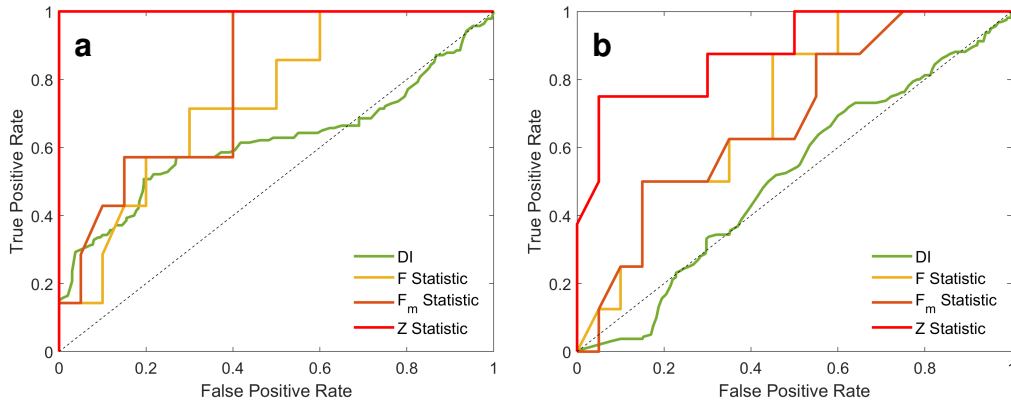 a
1
0.8
0.6
0.4
0.2
0
True Positive Rate
DI
F Statistic
Fm Statistic
Z Statistic
0 0.2 0.4 0.6 0.8 1
False Positive Rate
b
1
0.8
0.6
0.4
0.2
0
True Positive Rate
DI
F Statistic
Fm Statistic
Z Statistic
0 0.2 0.4 0.6 0.8 1
False Positive Rate